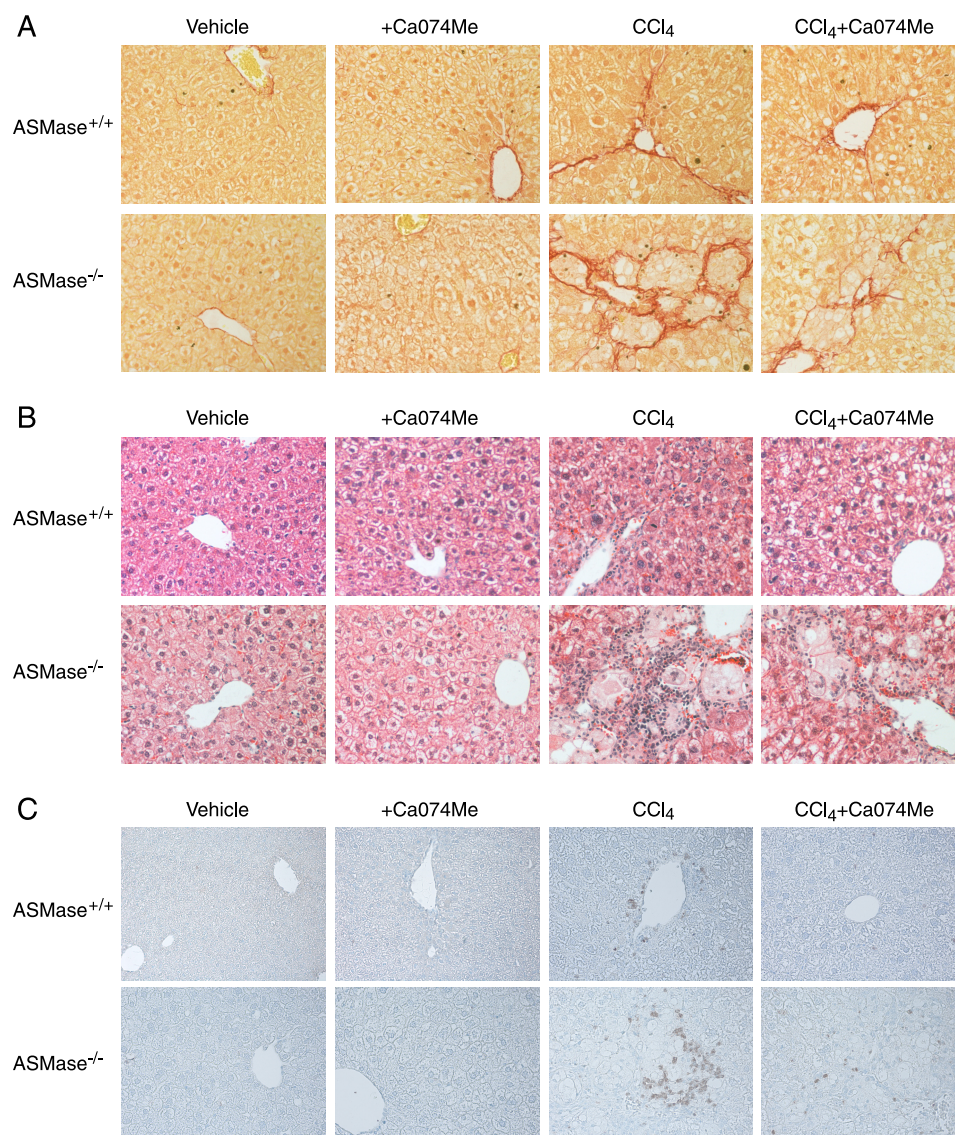 A
Vehicle +Ca074Me CCl₄ CCl₄+Ca074Me
ASMase⁺/⁺
ASMase⁻/⁻
B
Vehicle +Ca074Me CCl₄ CCl₄+Ca074Me
ASMase⁺/⁺
ASMase⁻/⁻
C
Vehicle +Ca074Me CCl₄ CCl₄+Ca074Me
ASMase⁺/⁺
ASMase⁻/⁻